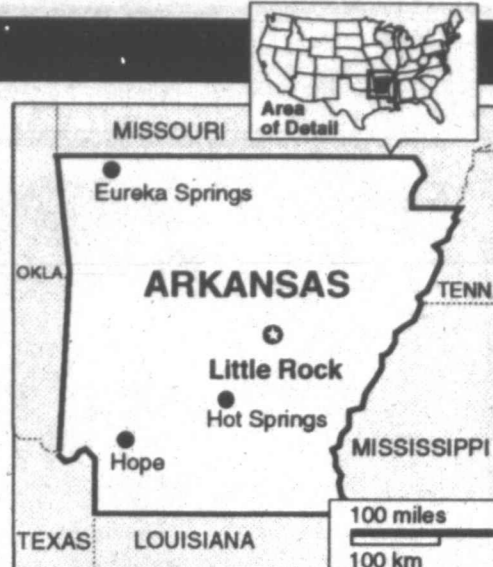 Area
of Detail
MISSOURI
Eureka Springs
OKLA.
ARKANSAS
TENN.
Little Rock
Hot Springs
Hope
MISSISSIPPI
TEXAS
LOUISIANA
100 miles
100 km